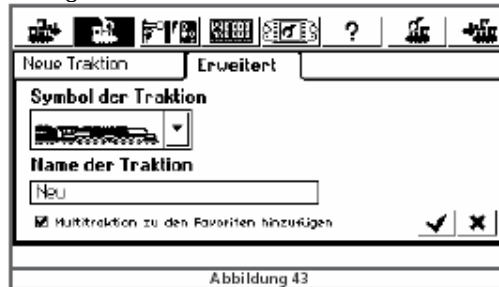 ?
Neue Traktion
Erweitert
Symbol der Traktion
Name der Traktion
Neu
Multitraktion zu den Favoriten hinzufügen
Abbildung 43